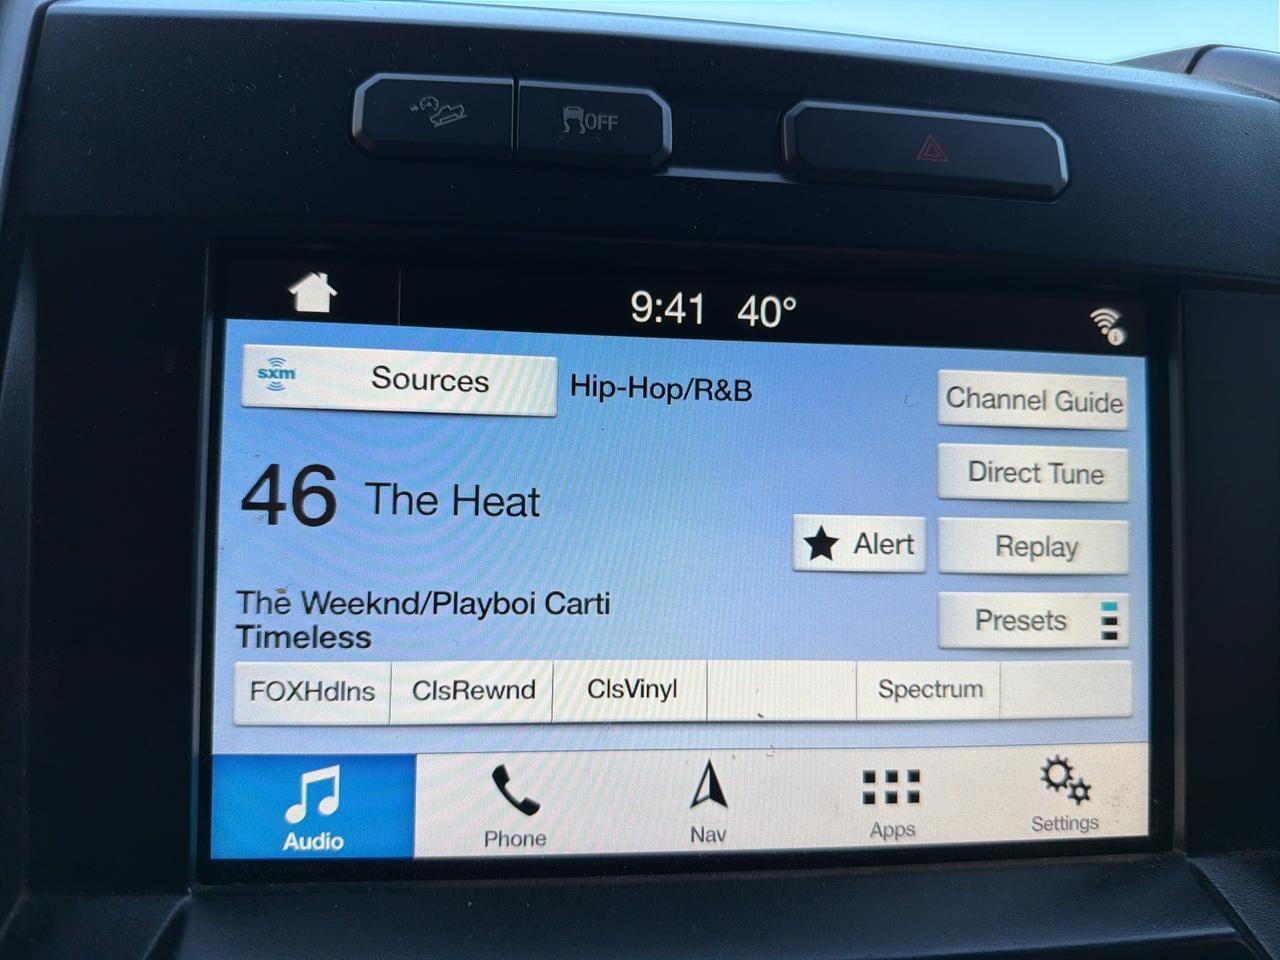 OFF
9:41 40°
sxm Sources Hip-Hop/R&B Channel Guide
Direct Tune
46 The Heat
Alert Replay
The Weeknd/Playboi Carti
Presets
Timeless
FOXHdlns ClsRewnd ClsVinyl Spectrum
Audio Phone Nav Apps Settings